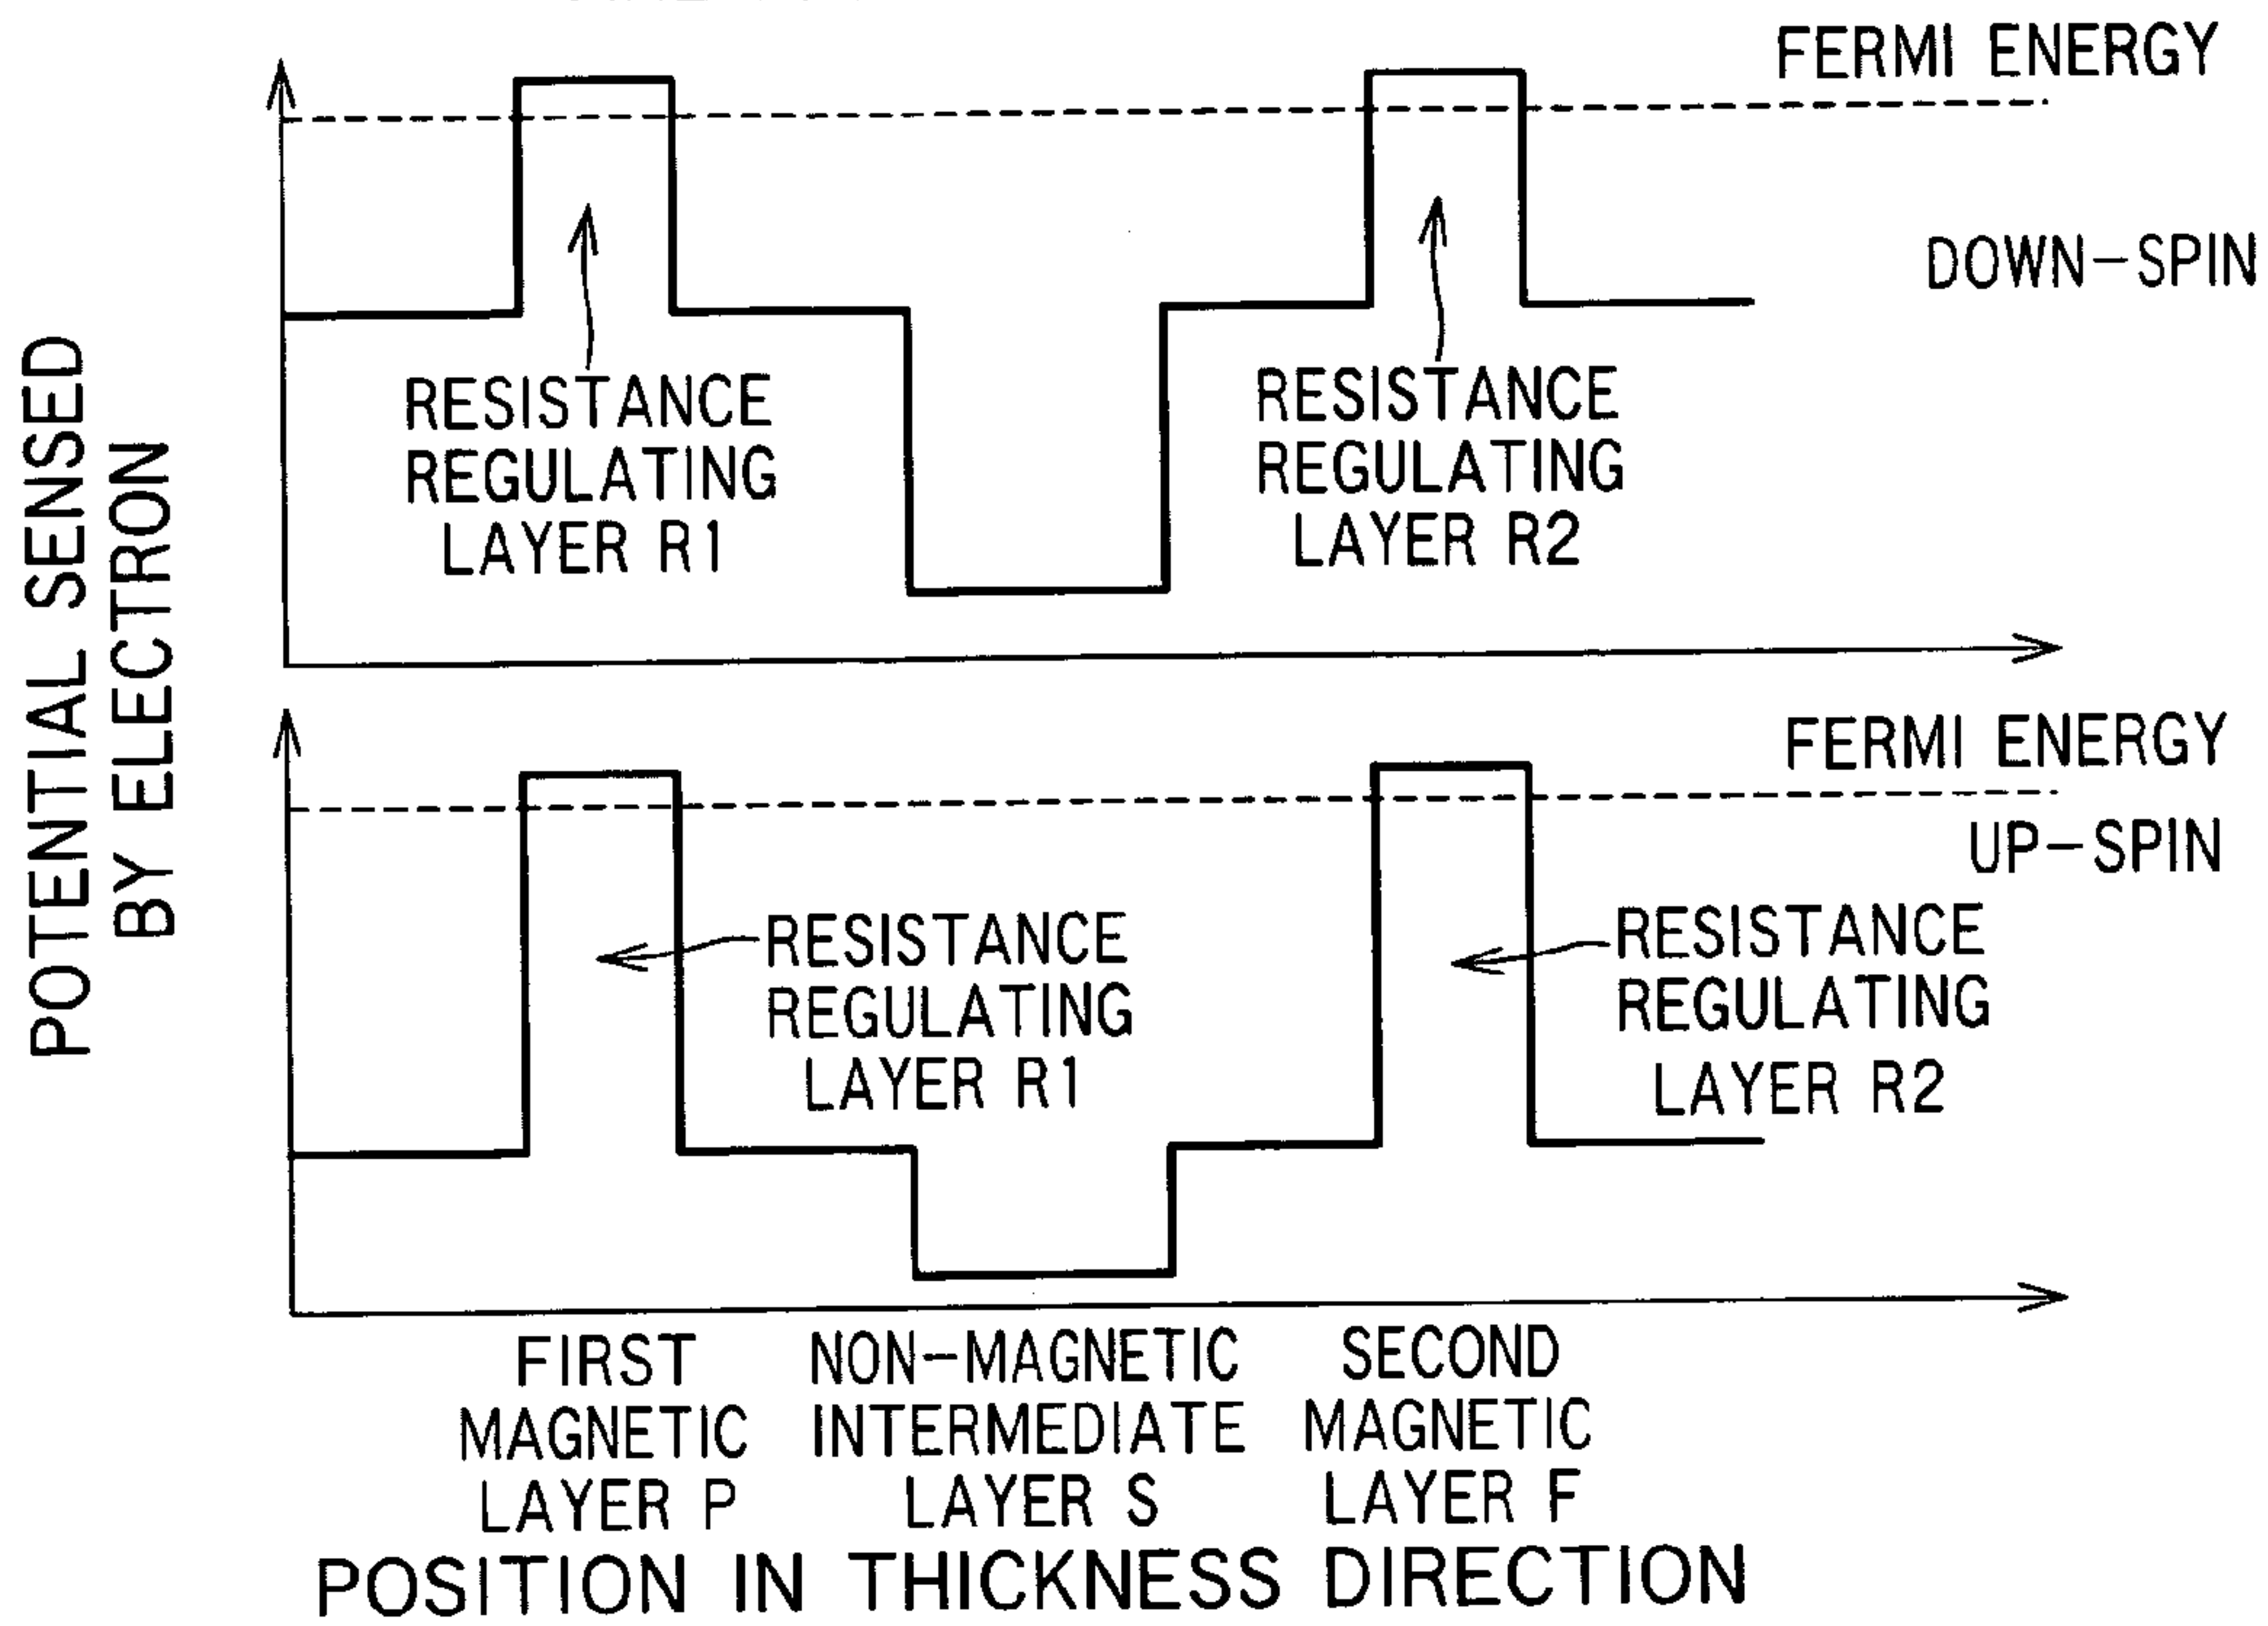 FERMI ENERGY
DOWN-SPIN
RESISTANCE
REGULATING
LAYER R1
RESISTANCE
REGULATING
LAYER R2
POTENTIAL SENSED
BY ELECTRON
FERMI ENERGY
UP-SPIN
RESISTANCE
REGULATING
LAYER R1
RESISTANCE
REGULATING
LAYER R2
FIRST
MAGNETIC
LAYER P
NON-MAGNETIC
INTERMEDIATE
LAYER S
SECOND
MAGNETIC
LAYER F
POSITION IN THICKNESS DIRECTION